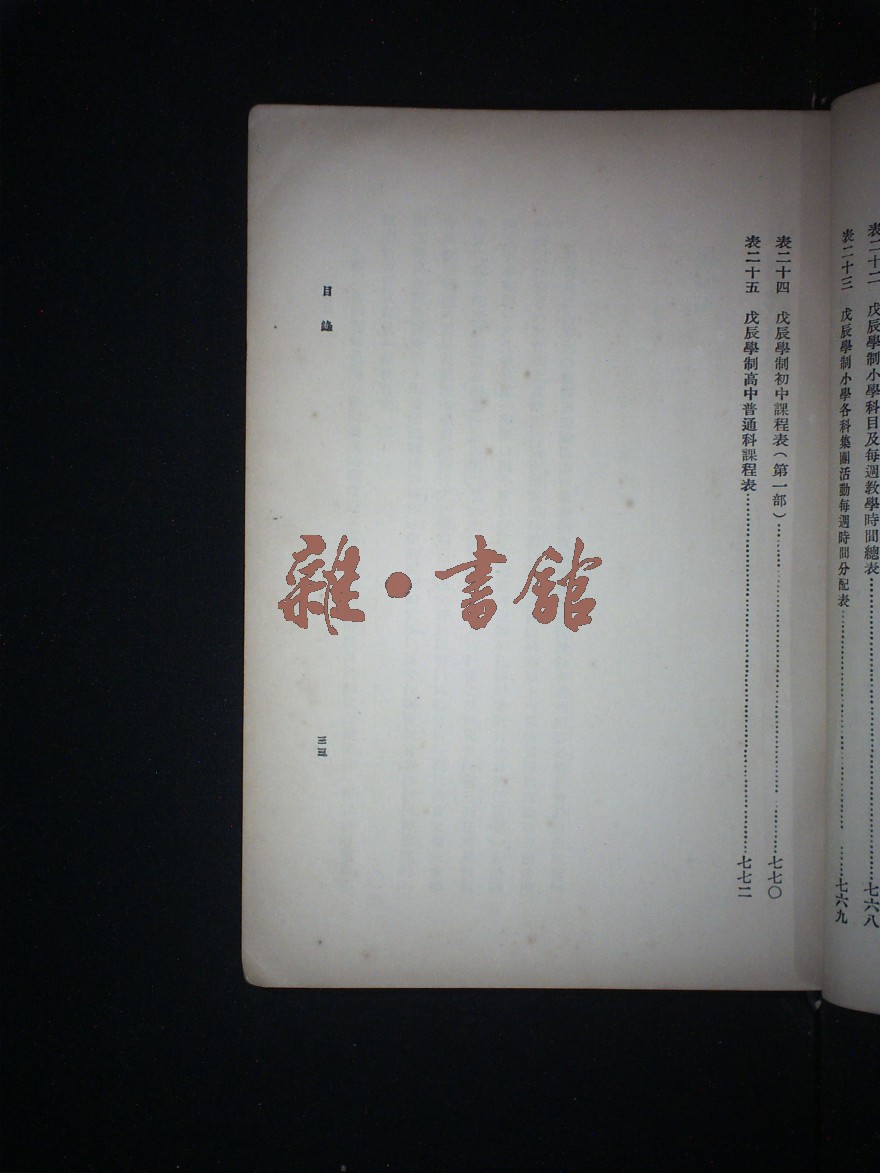 表二十二　戊辰學制小學科目及每週教學時間總表……七六八
表二十三　戊辰學制小學各科集團活動每週時間分配表……七六九
表二十四　戊辰學制初中課程表(第一部)……七七〇
表二十五　戊辰學制高中普通科課程表……七七二
目錄
雜·書館